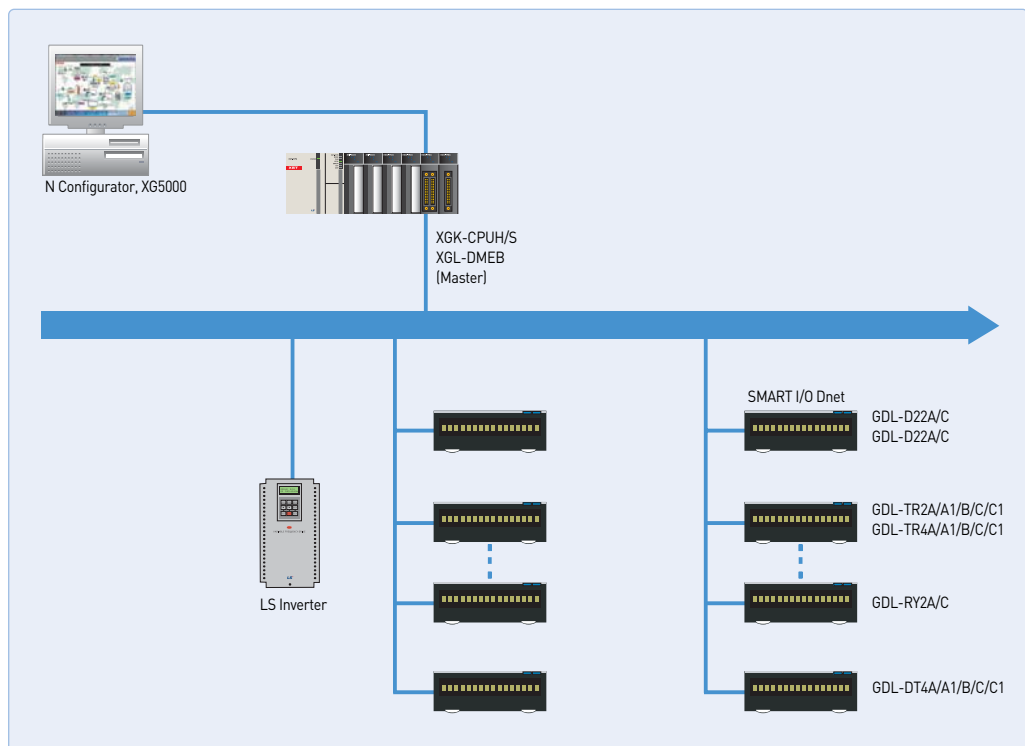 N Configurator, XG5000
XGK-CPUH/S
XGL-DMEB
(Master)
SMART I/O Dnet
GDL-D22A/C
GDL-D22A/C
GDL-TR2A/A1/B/C/C1
GDL-TR4A/A1/B/C/C1
LS Inverter
GDL-RY2A/C
GDL-DT4A/A1/B/C/C1